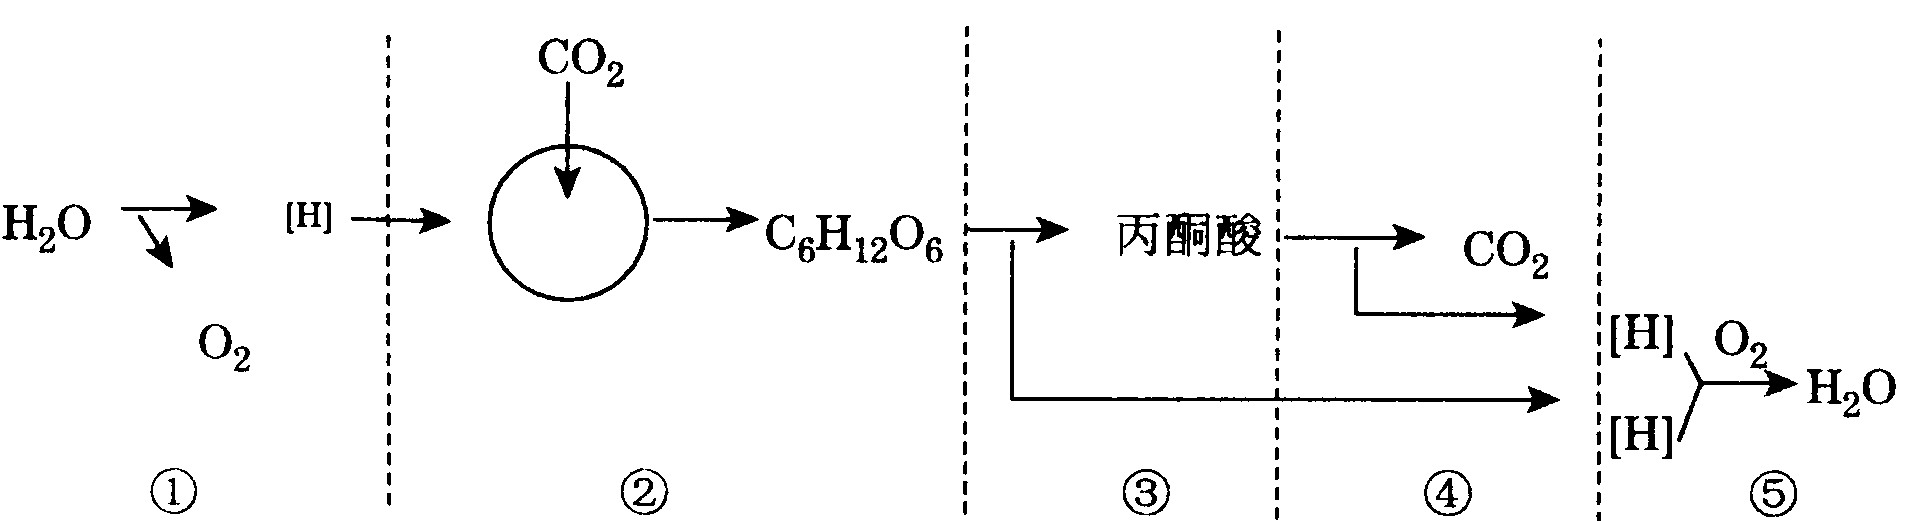 CO₂
H₂O
[H]
C₆H₁₂O₆
丙酮酸
CO₂
O₂
[H]
O₂
H₂O
[H]
① ② ③ ④ ⑤